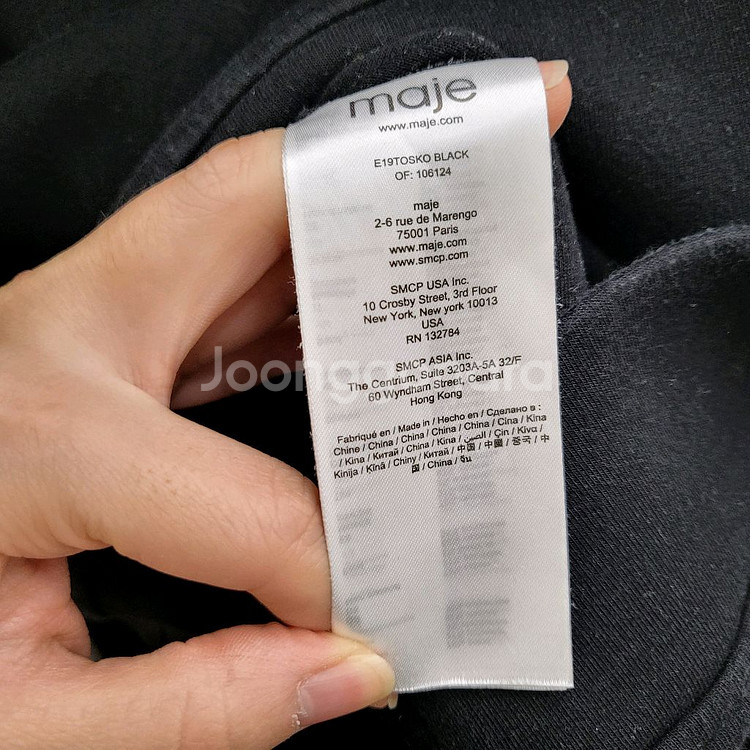 maje
www.maje.com
E19TOSKO BLACK
OF: 106124
maje
2-6 rue de Marengo
75001 Paris
www.maje.com
www.smcp.com
SMCP USA Inc.
10 Crosby Street, 3rd Floor
New York, New york 10013
USA
RN 132784
SMCP ASIA Inc.
The Centrium, Suite 3203A-5A 32/F
60 Wyndham Street, Central
Hong Kong
Fabriqué en / Made in / Hecho en / Сделано в :
Chine / China / China / China / China / Cina / Kina
/ Kina / Китай / China / Kina / الصين / Çin / Kiva /
Kinija / Kīnā / Chiny / Китай / 中国 / 中國 / 중국 / 中
国 / China / จีน